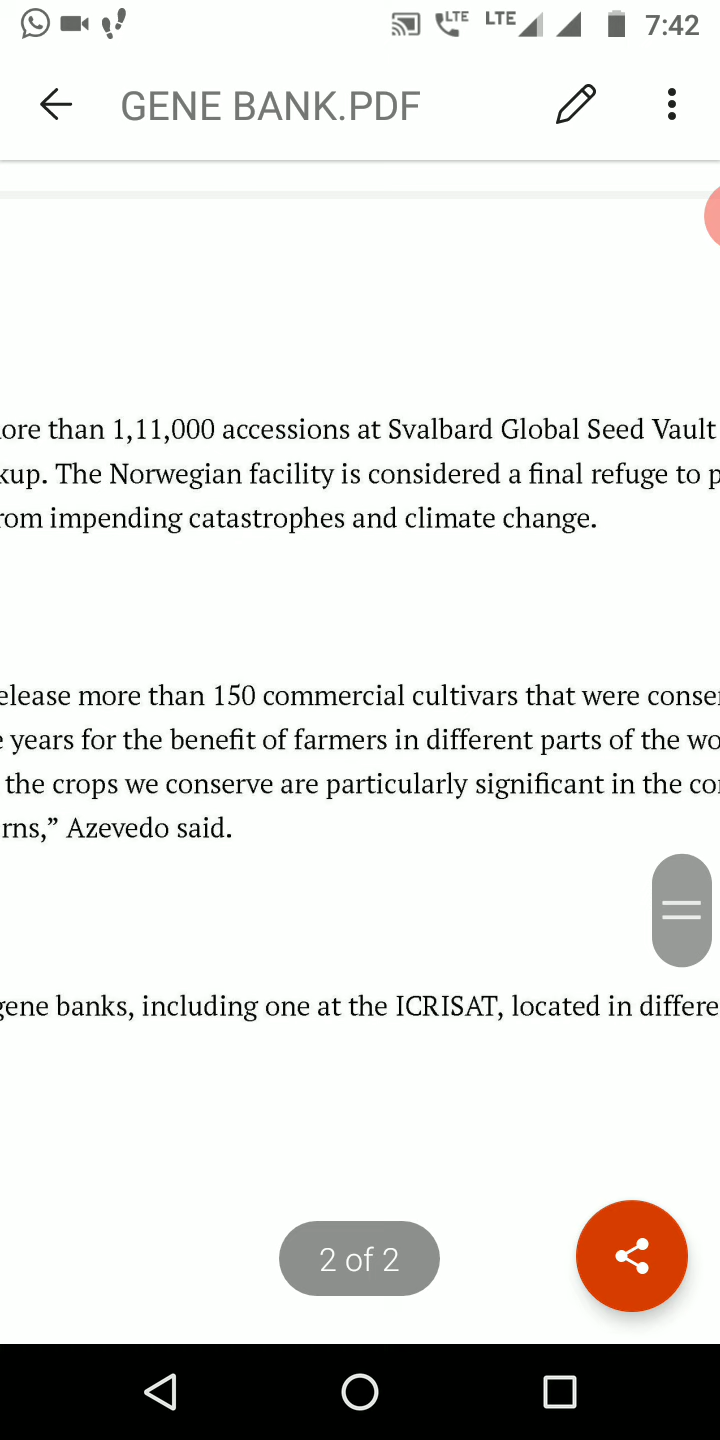 LTE LTE 7:42
GENE BANK.PDF
ore than 1,11,000 accessions at Svalbard Global Seed Vault
kup. The Norwegian facility is considered a final refuge to p
rom impending catastrophes and climate change.
elease more than 150 commercial cultivars that were conse
e years for the benefit of farmers in different parts of the wo
the crops we conserve are particularly significant in the co
rns,” Azevedo said.
gene banks, including one at the ICRISAT, located in differe
2 of 2